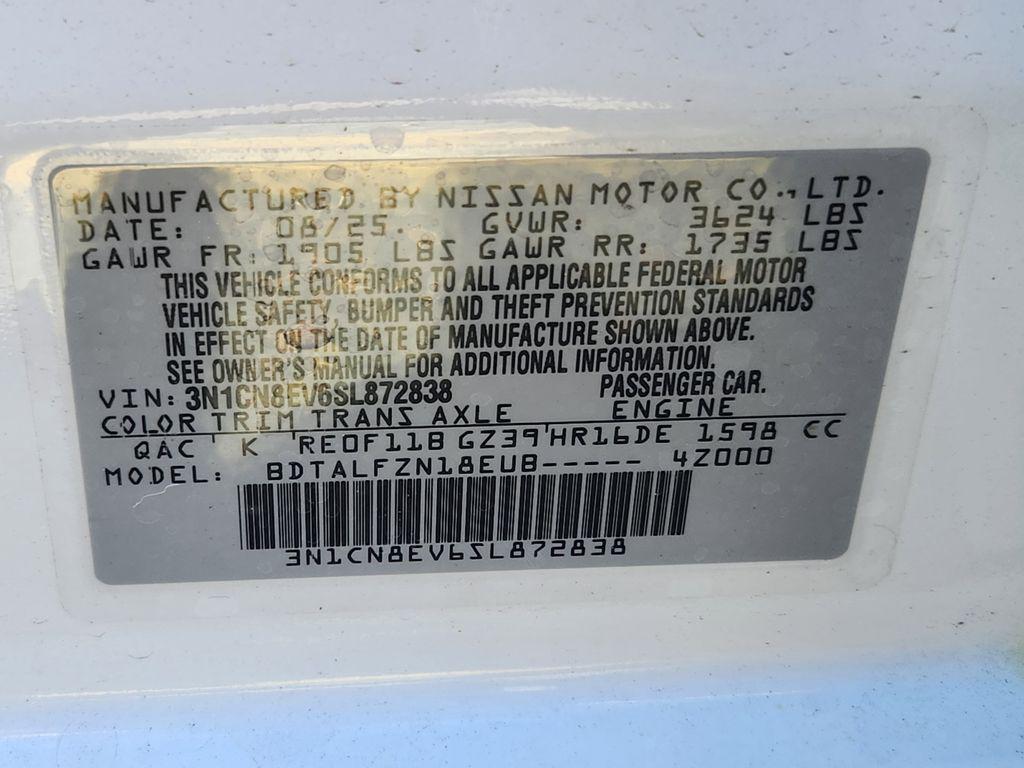 MANUFACTURED BY NISSAN MOTOR CO., LTD.
DATE: 08/25. GVWR: 3624 LBS
GAWR FR: 1905 LBS GAWR RR: 1735 LBS
THIS VEHICLE CONFORMS TO ALL APPLICABLE FEDERAL MOTOR
VEHICLE SAFETY, BUMPER AND THEFT PREVENTION STANDARDS
IN EFFECT ON THE DATE OF MANUFACTURE SHOWN ABOVE.
SEE OWNER'S MANUAL FOR ADDITIONAL INFORMATION.
VIN: 3N1CN8EV6SL872838 PASSENGER CAR.
COLOR TRIM TRANS AXLE ENGINE
QAC ' K 'RE0F11B GZ39'HR16DE 1598 CC
MODEL: BDTALFZN18EUB----- 4Z000
3N1CN8EV6SL872838